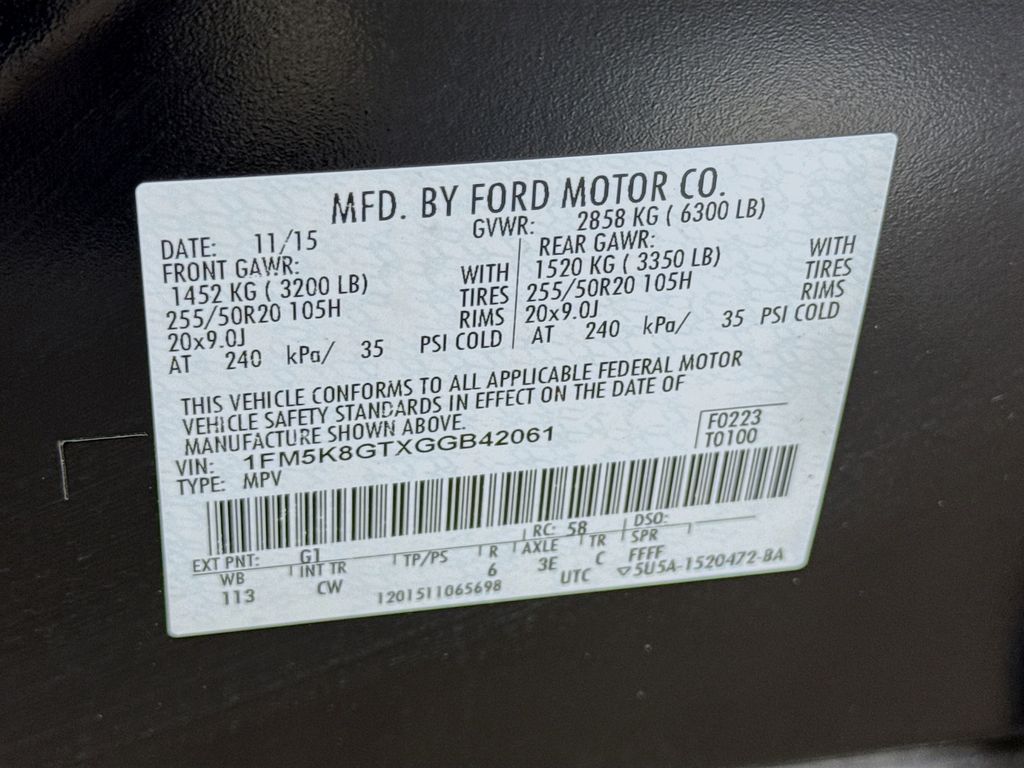 MFD. BY FORD MOTOR CO.
DATE: 11/15 GVWR: 2858 KG ( 6300 LB)
FRONT GAWR: REAR GAWR:
1452 KG ( 3200 LB) WITH 1520 KG ( 3350 LB) WITH
255/50R20 105H TIRES 255/50R20 105H TIRES
20x9.0J RIMS 20x9.0J RIMS
AT 240 kPa/ 35 PSI COLD AT 240 kPa/ 35 PSI COLD
THIS VEHICLE CONFORMS TO ALL APPLICABLE FEDERAL MOTOR
VEHICLE SAFETY STANDARDS IN EFFECT ON THE DATE OF
MANUFACTURE SHOWN ABOVE.
VIN: 1FM5K8GTXGGB42061 F0223
TYPE: MPV T0100
EXT PNT: G1 RC: 58 DSO:
WB INT TR TP/PS R AXLE TR SPR
113 CW 6 3E C FFFF
1201511065698 UTC ▽5U5A-1520472-BA